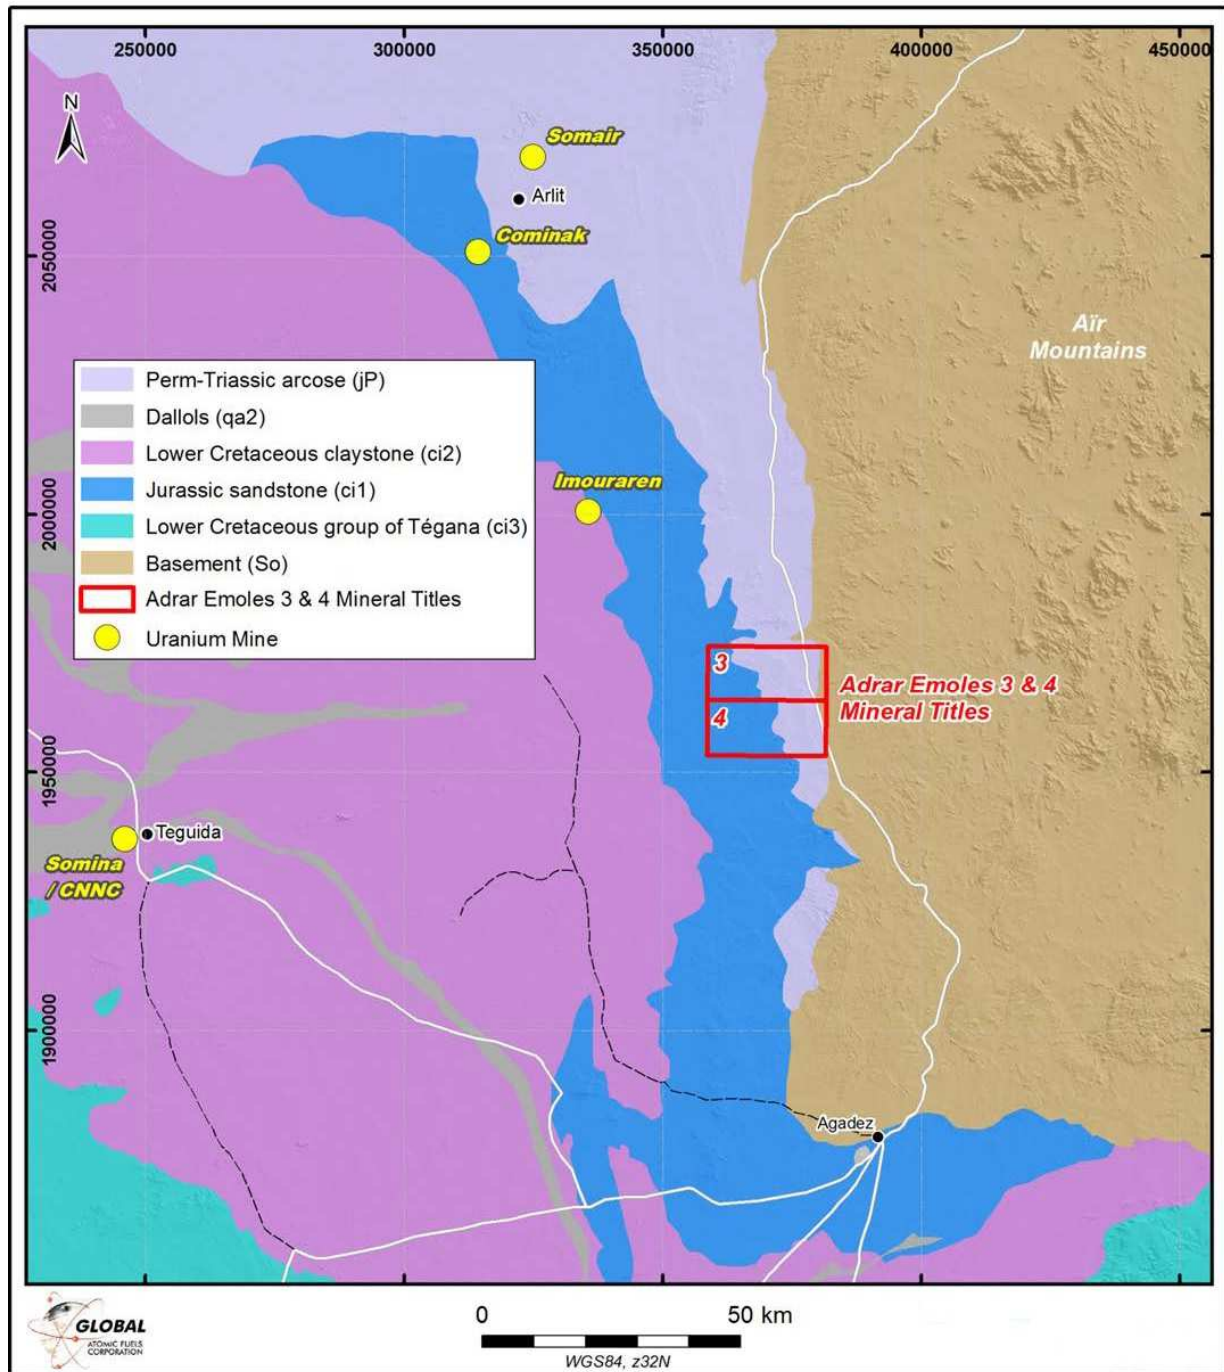 250000
300000
350000
400000
450000
N
Somair
Arlit
Cominak
2050000
Aïr
Mountains
Perm-Triassic arcose (jP)
Dallols (qa2)
Lower Cretaceous claystone (ci2)
Jurassic sandstone (ci1)
Lower Cretaceous group of Tégana (ci3)
Basement (So)
Adrar Emoles 3 & 4 Mineral Titles
Uranium Mine
Imouraren
2000000
3
4
Adrar Emoles 3 & 4
Mineral Titles
1950000
Teguida
Somina
/ CNNC
1900000
Agadez
GLOBAL
ATOMIC FUELS
CORPORATION
0
50 km
WGS84, z32N